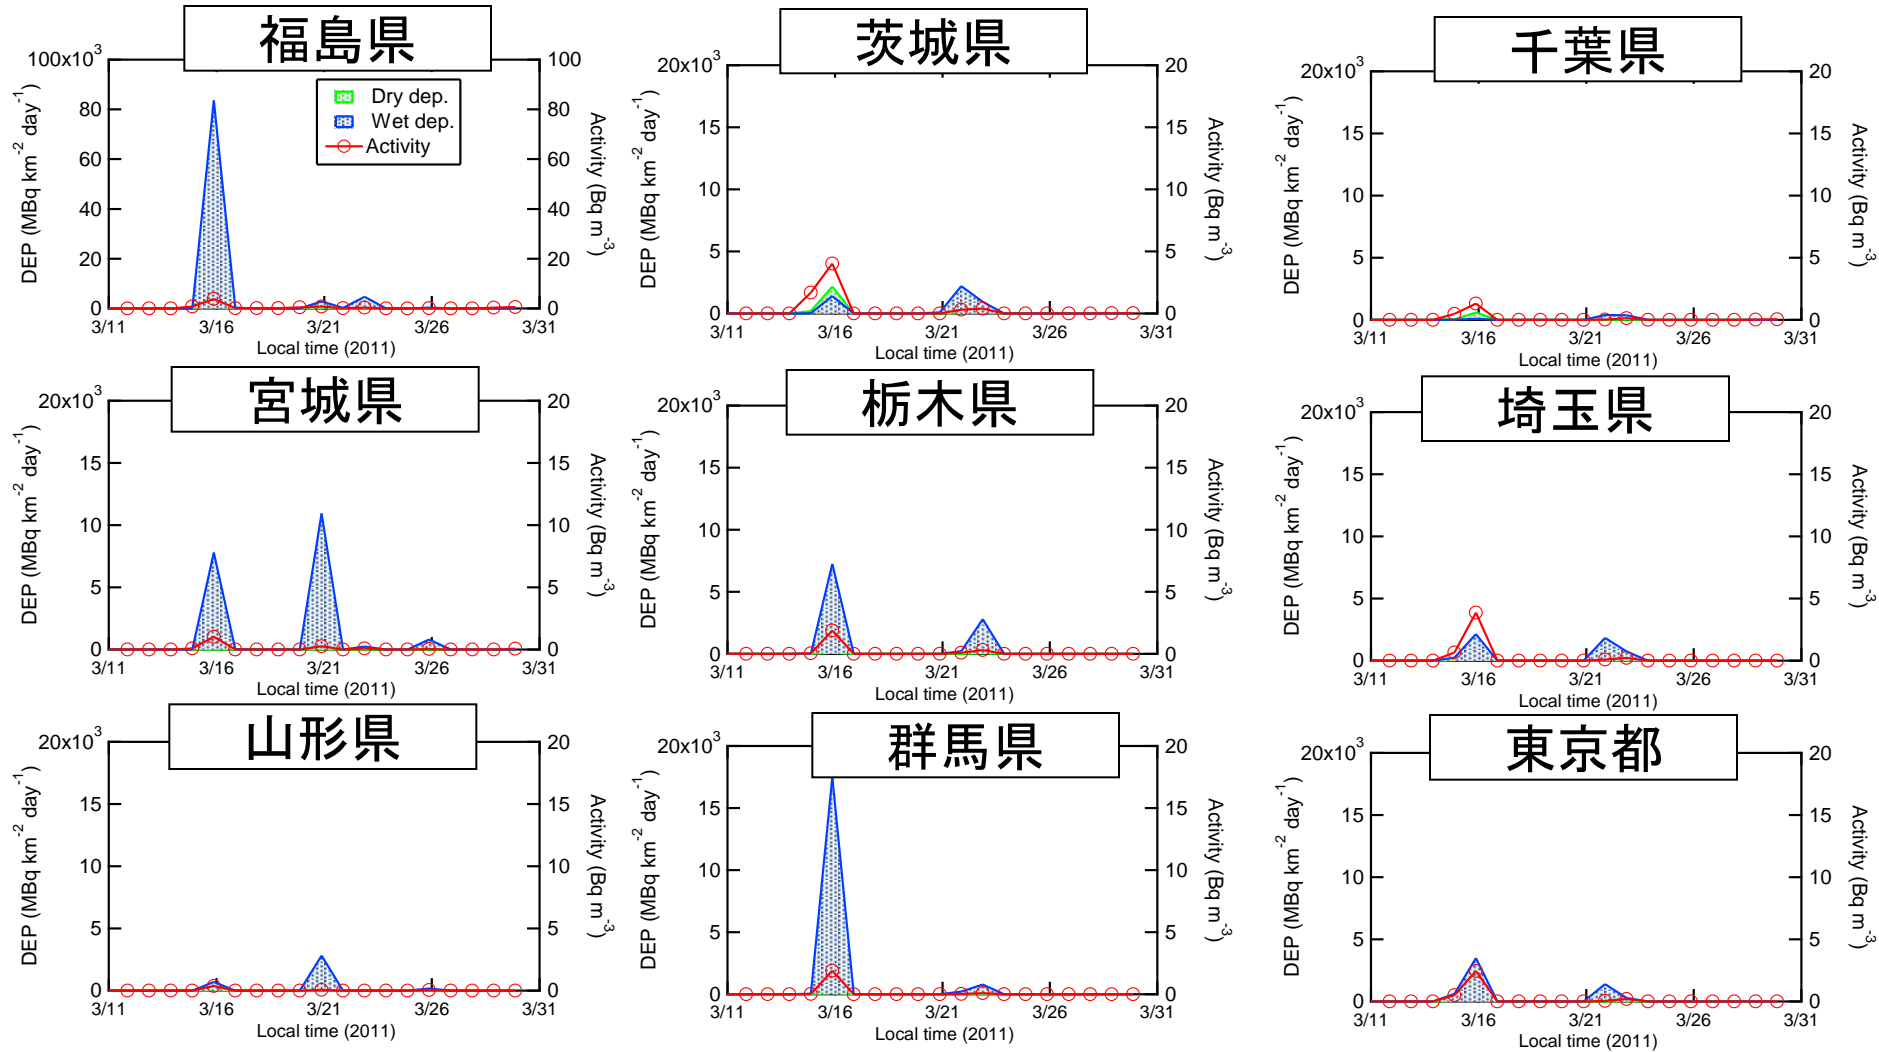 福島県
100x10³
100
80
80
60
60
40
40
20
20
0
0
DEP (MBq km⁻² day⁻¹)
Activity (Bq m⁻³)
Dry dep.
Wet dep.
Activity
3/11
3/16
3/21
3/26
3/31
Local time (2011)
茨城県
20x10³
20
15
15
10
10
5
5
0
0
DEP (MBq km⁻² day⁻¹)
Activity (Bq m⁻³)
3/11
3/16
3/21
3/26
3/31
Local time (2011)
千葉県
20x10³
20
15
15
10
10
5
5
0
0
DEP (MBq km⁻² day⁻¹)
Activity (Bq m⁻³)
3/11
3/16
3/21
3/26
3/31
Local time (2011)
宮城県
20x10³
20
15
15
10
10
5
5
0
0
DEP (MBq km⁻² day⁻¹)
Activity (Bq m⁻³)
3/11
3/16
3/21
3/26
3/31
Local time (2011)
栃木県
20x10³
20
15
15
10
10
5
5
0
0
DEP (MBq km⁻² day⁻¹)
Activity (Bq m⁻³)
3/11
3/16
3/21
3/26
3/31
Local time (2011)
埼玉県
20x10³
20
15
15
10
10
5
5
0
0
DEP (MBq km⁻² day⁻¹)
Activity (Bq m⁻³)
3/11
3/16
3/21
3/26
3/31
Local time (2011)
山形県
20x10³
20
15
15
10
10
5
5
0
0
DEP (MBq km⁻² day⁻¹)
Activity (Bq m⁻³)
3/11
3/16
3/21
3/26
3/31
Local time (2011)
群馬県
20x10³
20
15
15
10
10
5
5
0
0
DEP (MBq km⁻² day⁻¹)
Activity (Bq m⁻³)
3/11
3/16
3/21
3/26
3/31
Local time (2011)
東京都
20x10³
20
15
15
10
10
5
5
0
0
DEP (MBq km⁻² day⁻¹)
Activity (Bq m⁻³)
3/11
3/16
3/21
3/26
3/31
Local time (2011)